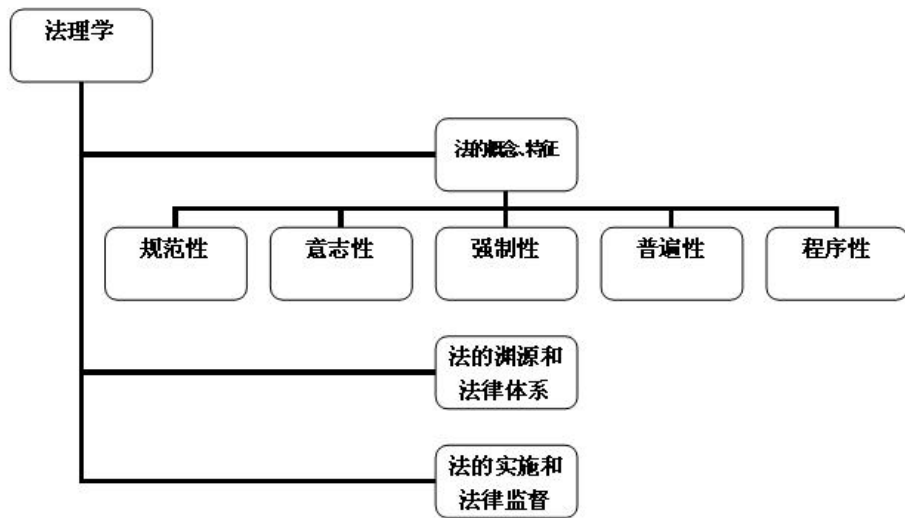 法理学
法的概念、特征
规范性
意志性
强制性
普遍性
程序性
法的渊源和
法律体系
法的实施和
法律监督